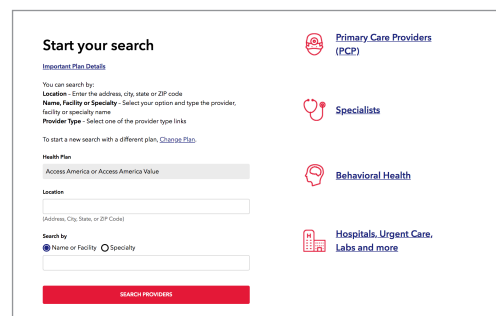 Start your search
Important Plan Details
You can search by:
Location - Enter the address, city, state or ZIP code
Name, Facility or Specialty - Select your option and type the provider,
facility or specialty name
Provider Type - Select one of the provider type links
To start a new search with a different plan, Change Plan.
Health Plan
Access America or Access America Value
Location
(Address, City, State, or ZIP Code)
Search by
Name or Facility
Specialty
SEARCH PROVIDERS
Primary Care Providers
(PCP)
Specialists
Behavioral Health
H
Hospitals, Urgent Care,
Labs and more